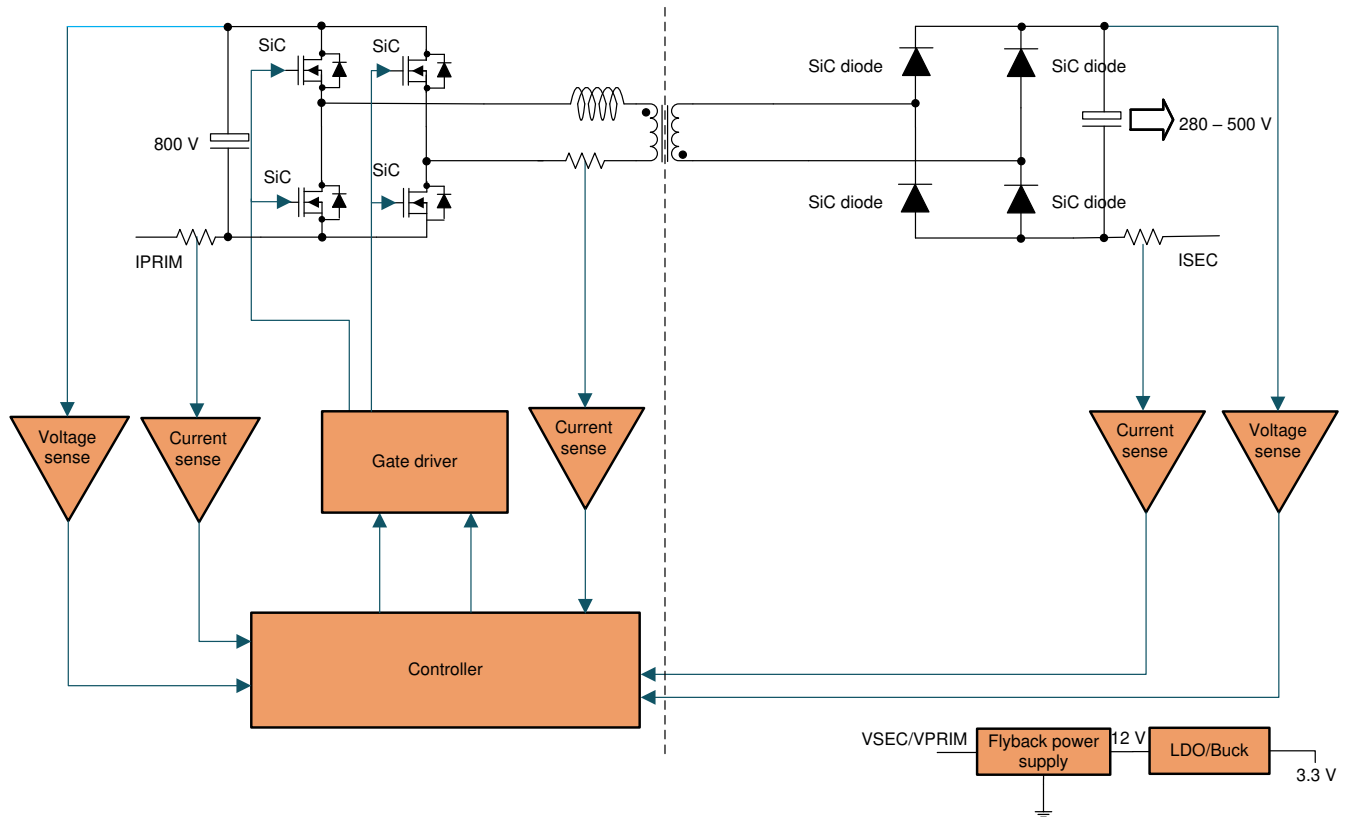 SiC
SiC
SiC diode
SiC diode
800 V
280 – 500 V
SiC
SiC
SiC diode
SiC diode
IPRIM
ISEC
Voltage
sense
Current
sense
Gate driver
Current
sense
Current
sense
Voltage
sense
Controller
VSEC/VPRIM
Flyback power
supply
12 V
LDO/Buck
3.3 V